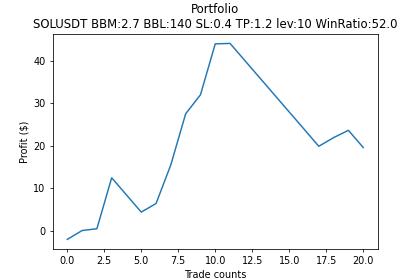 Portfolio
SOLUSDT BBM:2.7 BBL:140 SL:0.4 TP:1.2 lev:10 WinRatio:52.0
40
30
20
10
0
Profit ($)
0.0 2.5 5.0 7.5 10.0 12.5 15.0 17.5 20.0
Trade counts